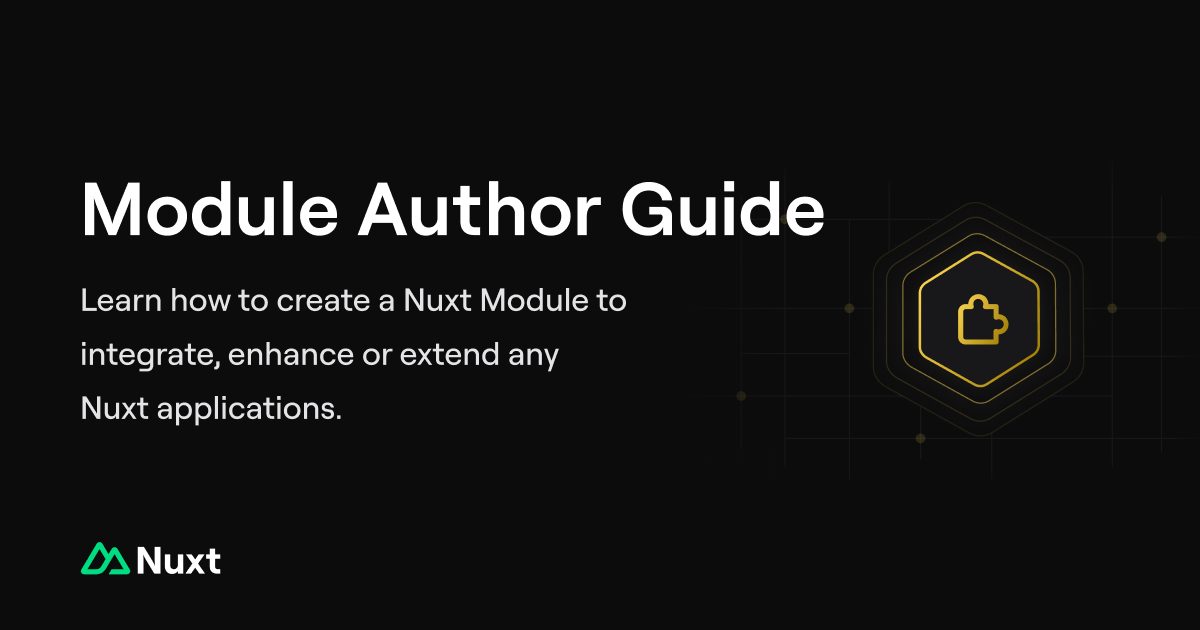 Module Author Guide
Learn how to create a Nuxt Module to
integrate, enhance or extend any
Nuxt applications.
Nuxt